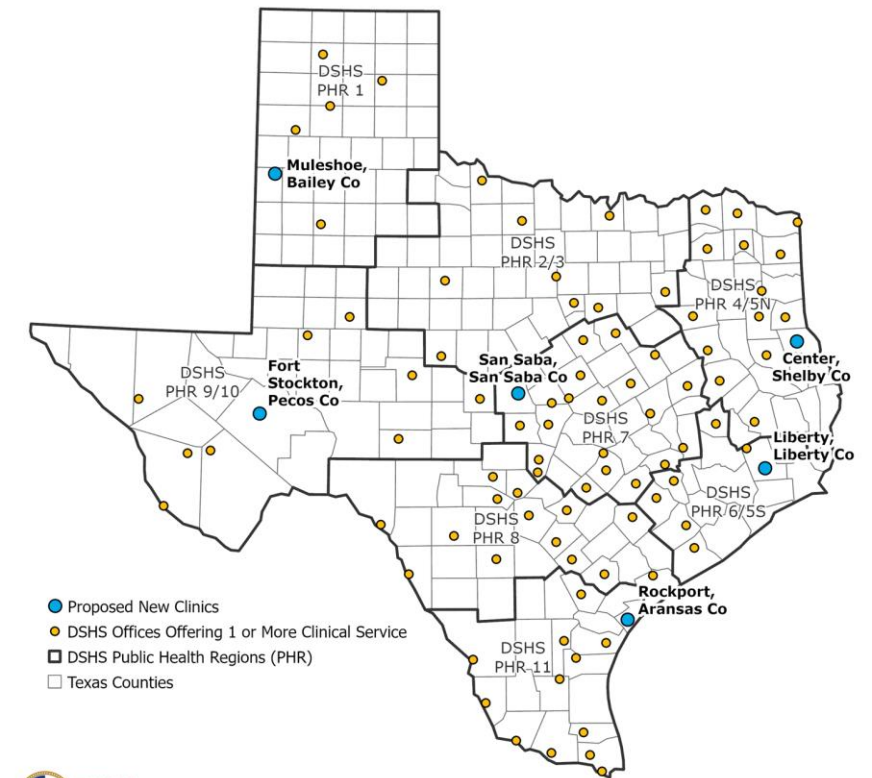 DSHS
PHR 1
Muleshoe,
Bailey Co
DSHS
PHR 2/3
DSHS
PHR 4/5N
Fort
Stockton,
Pecos Co
DSHS
PHR 9/10
San Saba,
San Saba Co
Center,
Shelby Co
DSHS
PHR 7
Liberty,
Liberty Co
DSHS
PHR 6/5S
DSHS
PHR 8
Rockport,
Aransas Co
DSHS
PHR 11
Proposed New Clinics
DSHS Offices Offering 1 or More Clinical Service
DSHS Public Health Regions (PHR)
Texas Counties